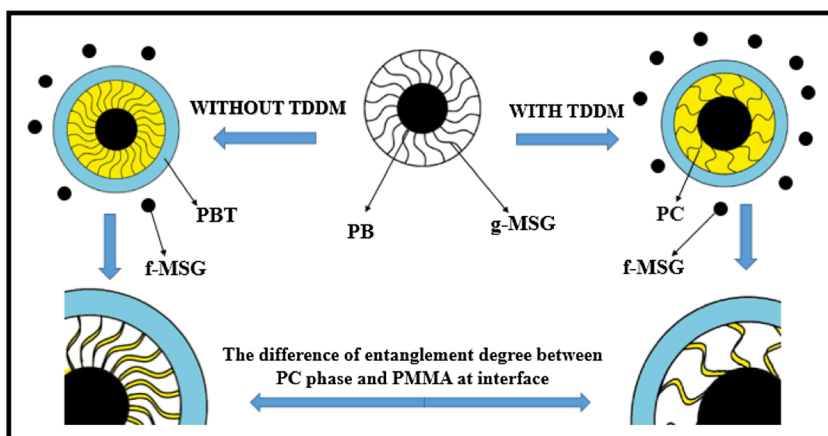 WITHOUT TDDM
WITH TDDM
PBT
PB
g-MSG
PC
f-MSG
f-MSG
The difference of entanglement degree between
PC phase and PMMA at interface